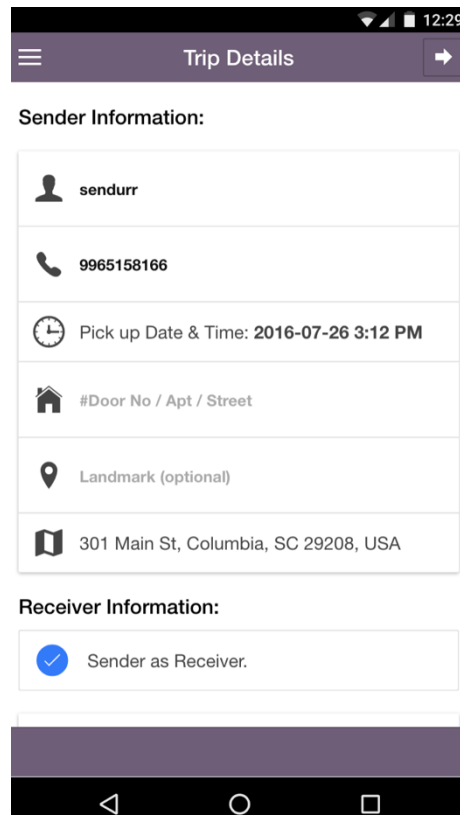 12:29
Trip Details
Sender Information:
sendurr
9965158166
Pick up Date & Time: 2016-07-26 3:12 PM
#Door No / Apt / Street
Landmark (optional)
301 Main St, Columbia, SC 29208, USA
Receiver Information:
Sender as Receiver.